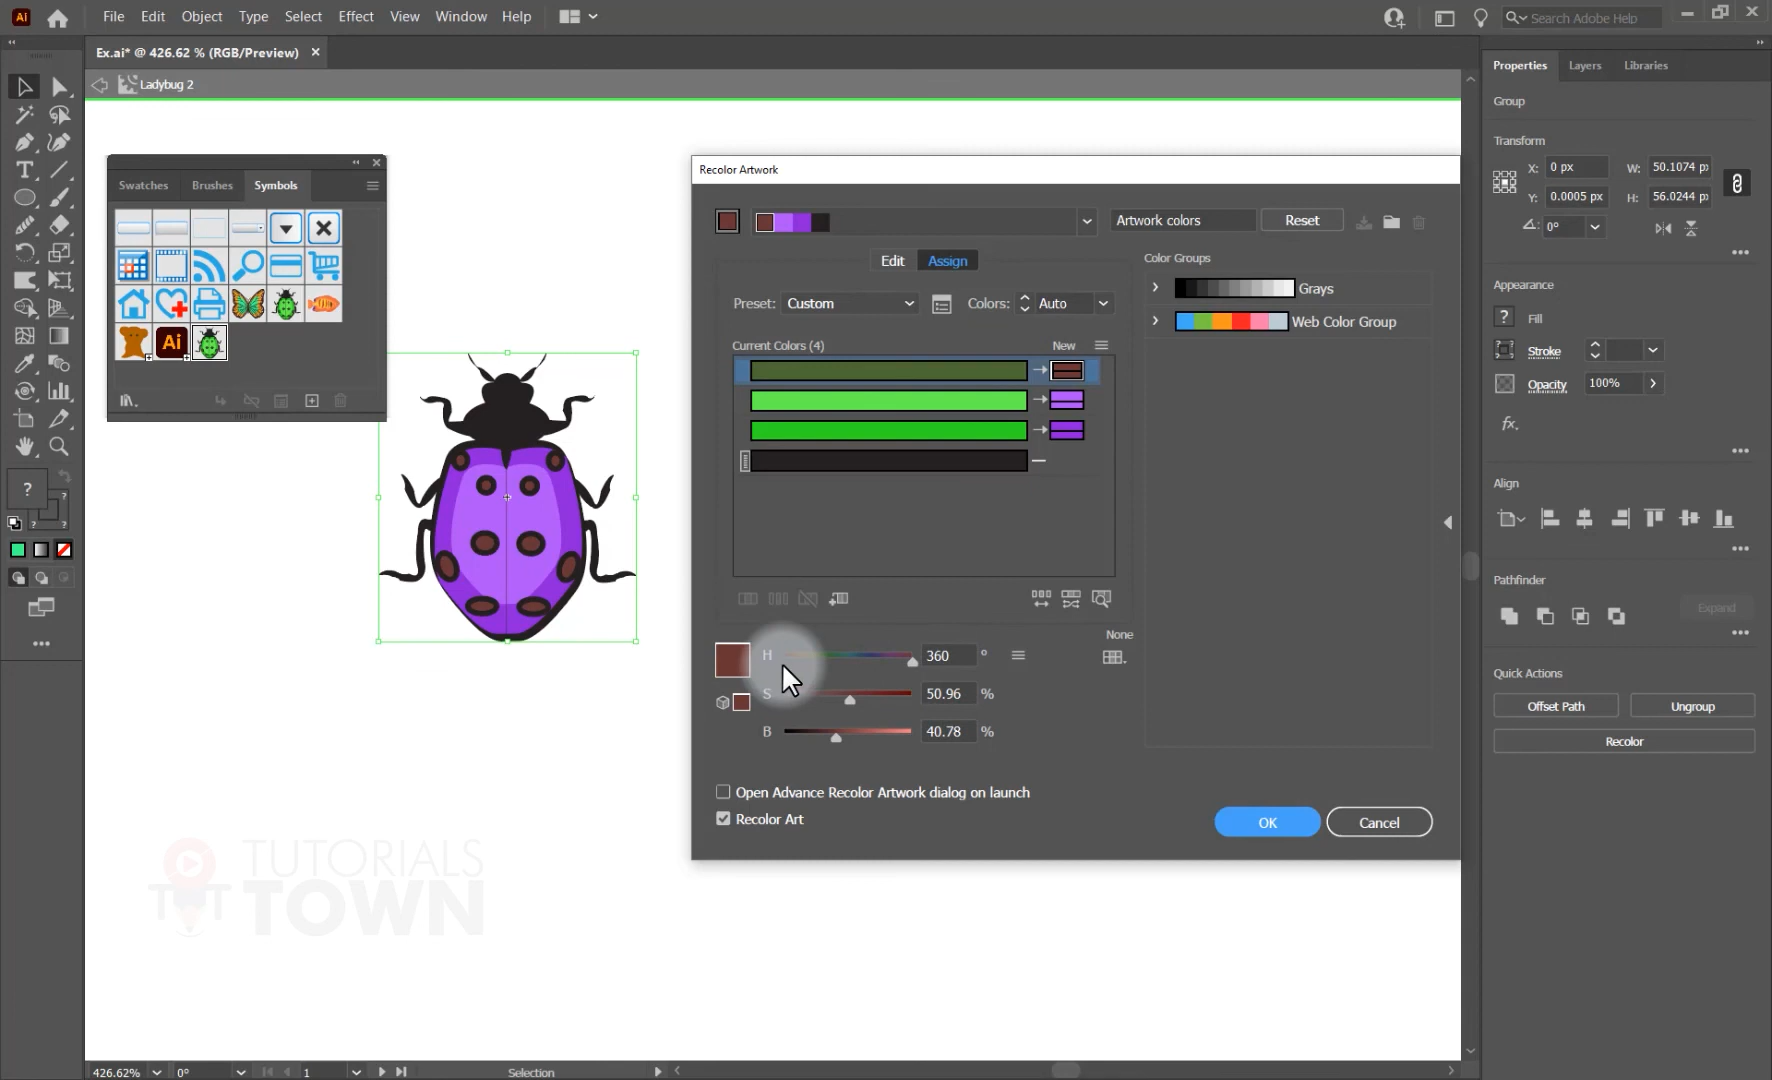 Ai File Edit Object Type Select Effect View Window Help Search Adobe Help
Ex.ai* @ 426.62 % (RGB/Preview) ×
Ladybug 2
Properties Layers Libraries
Group
Transform
X: 0 px W: 50.1074 px
Y: 0.0005 px H: 56.0244 px
0°
Appearance
? Fill
Stroke
Opacity 100%
fx.
Align
Pathfinder
Expand
Quick Actions
Offset Path Ungroup
Recolor
Swatches Brushes Symbols
Ai
Recolor Artwork
Artwork colors Reset
Edit Assign
Preset: Custom Colors: Auto
Current Colors (4) New
Color Groups
Grays
Web Color Group
None
H 360 °
S 50.96 %
B 40.78 %
Open Advance Recolor Artwork dialog on launch
Recolor Art
OK Cancel
TUTORIALS
TOWN
426.62% 0° 1 Selection